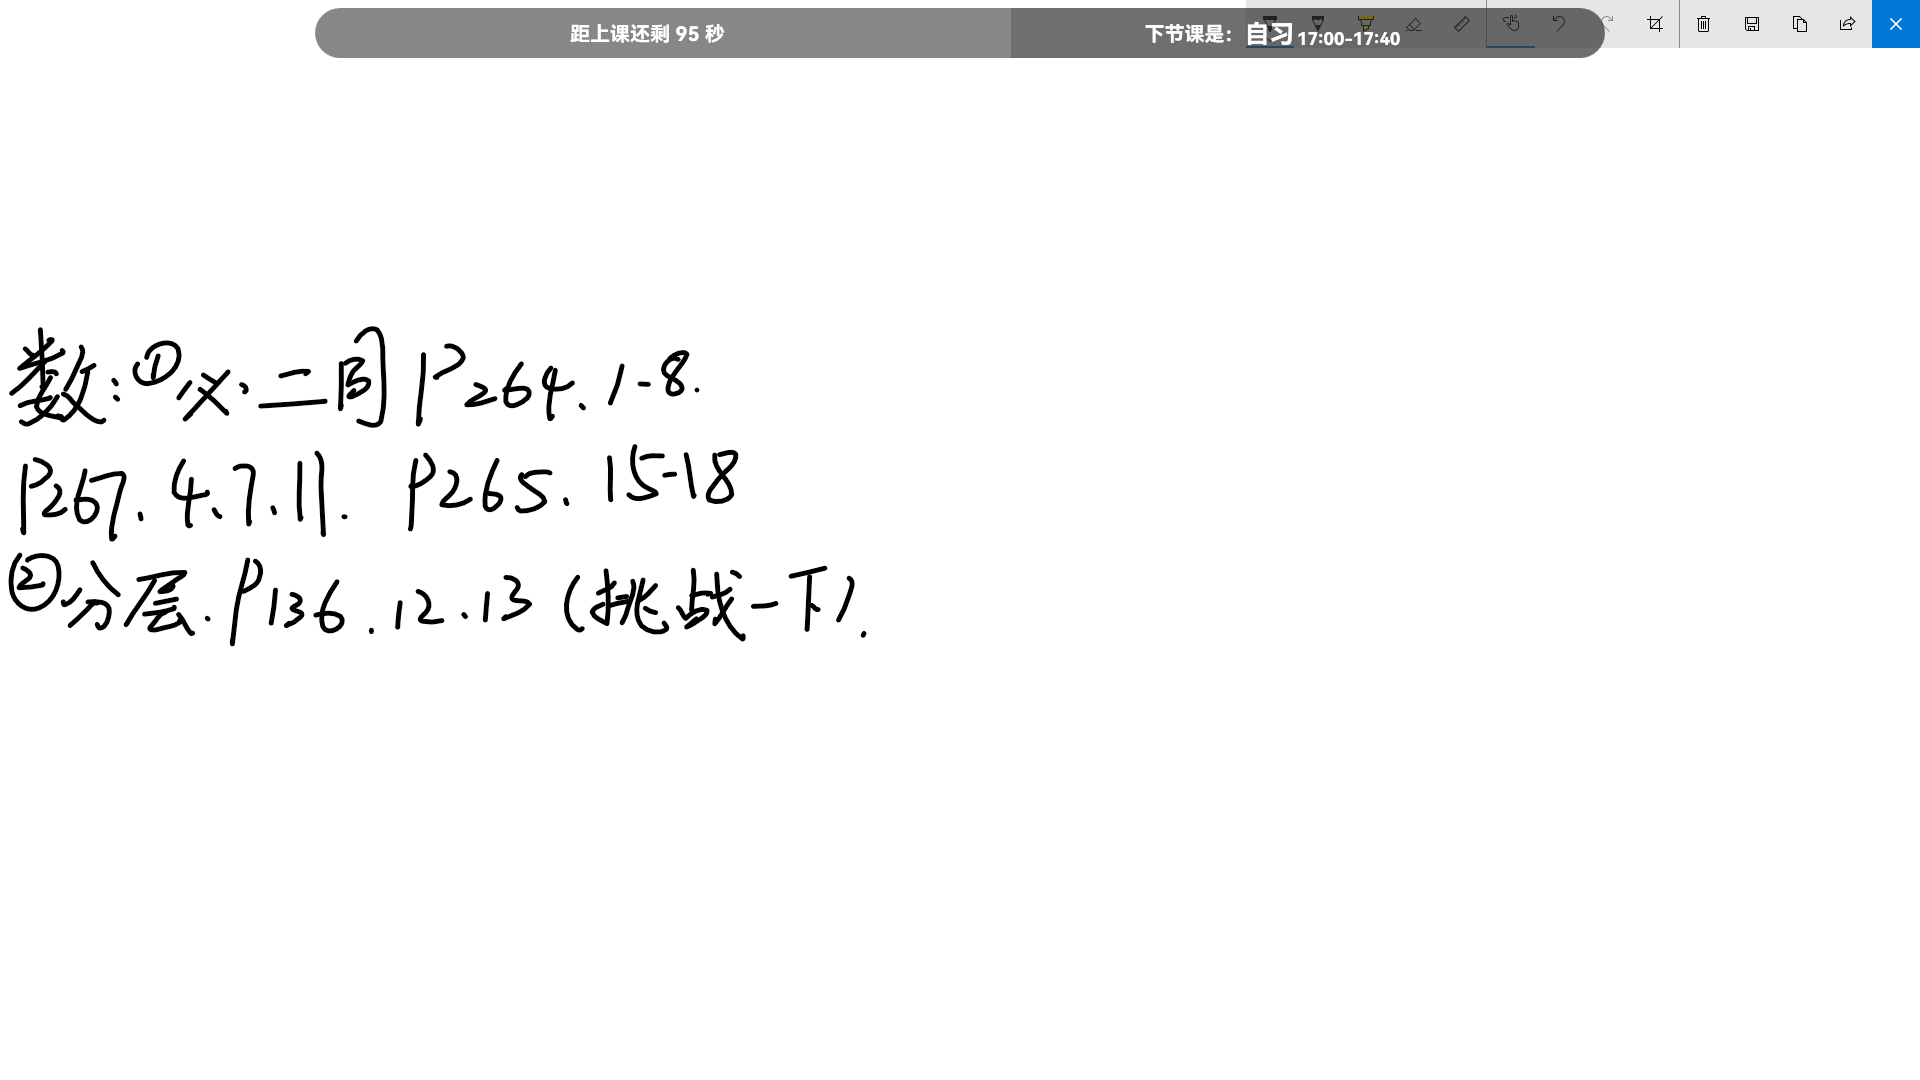 距上课还剩 95 秒
下节课是：自习 17:00-17:40
数：①义.二 P264.1-8.
P267.4.7.11. P265.15-18
②分层.P136.12.13（挑战一下）.